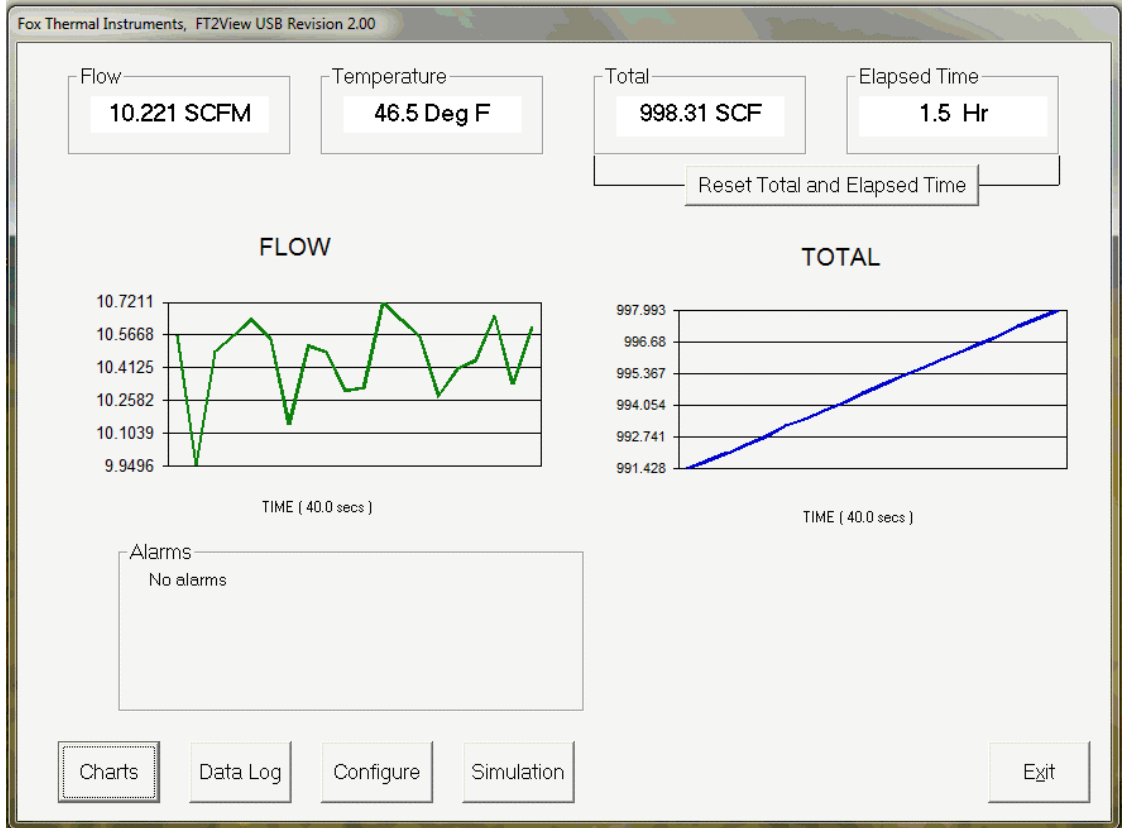 Fox Thermal Instruments, FT2View USB Revision 2.00
Flow
10.221 SCFM
Temperature
46.5 Deg F
Total
998.31 SCF
Elapsed Time
1.5 Hr
Reset Total and Elapsed Time
FLOW
10.7211
10.5668
10.4125
10.2582
10.1039
9.9496
TIME ( 40.0 secs )
TOTAL
997.993
996.68
995.367
994.054
992.741
991.428
TIME ( 40.0 secs )
Alarms
No alarms
Charts
Data Log
Configure
Simulation
Exit